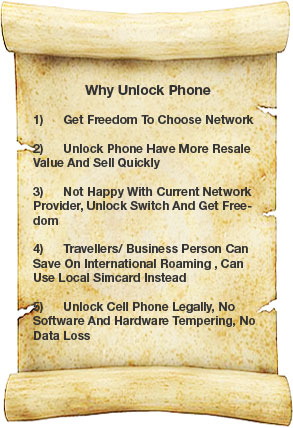 Why Unlock Phone
1) Get Freedom To Choose Network
2) Unlock Phone Have More Resale
Value And Sell Quickly
3) Not Happy With Current Network
Provider, Unlock Switch And Get Free-
dom
4) Travellers/ Business Person Can
Save On International Roaming , Can
Use Local Simcard Instead
5) Unlock Cell Phone Legally, No
Software And Hardware Tempering, No
Data Loss